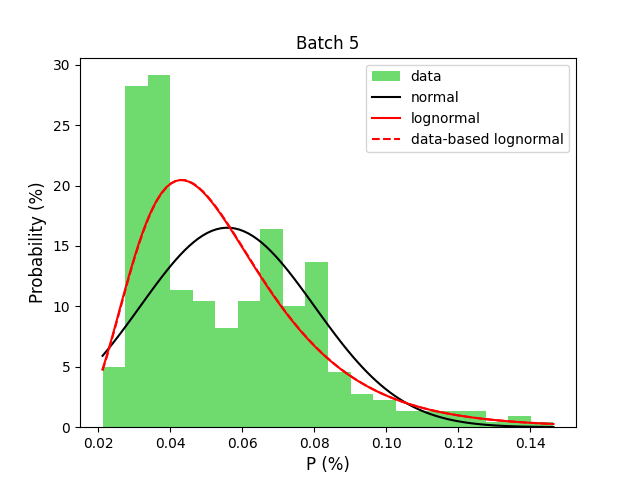 Batch 5
Probability (%)
30
25
20
15
10
5
0
0.02 0.04 0.06 0.08 0.10 0.12 0.14
P (%)
data
normal
lognormal
data-based lognormal